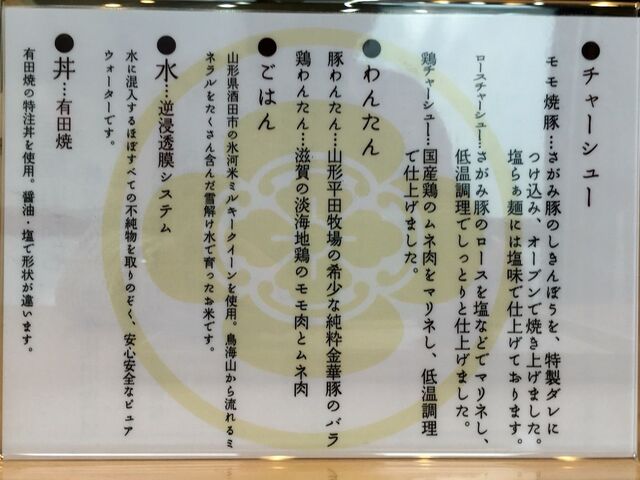 ●チャーシュー
モモ焼豚…さがみ豚のしきんぼうを、特製ダレに
つけ込み、オーブンで焼き上げました。
塩らぁ麺には塩味で仕上げております。
ロースチャーシュー…さがみ豚のロースを塩などでマリネし、
低温調理でしっとりと仕上げました。
鶏チャーシュー…国産鶏のムネ肉をマリネし、低温調理
で仕上げました。
●わんたん
豚わんたん……山形平田牧場の希少な純粋金華豚のバラ
鶏わんたん……滋賀の淡海地鶏のモモ肉とムネ肉
●ごはん
山形県酒田市の氷河米ミルキークイーンを使用。鳥海山から流れるミ
ネラルをたくさん含んだ雪解け水で育ったお米です。
●水…逆浸透膜システム
水に混入するほぼすべての不純物を取りのぞく、安心安全なピュア
ウォーターです。
●丼…有田焼
有田焼の特注丼を使用。醤油・塩で形状が違います。